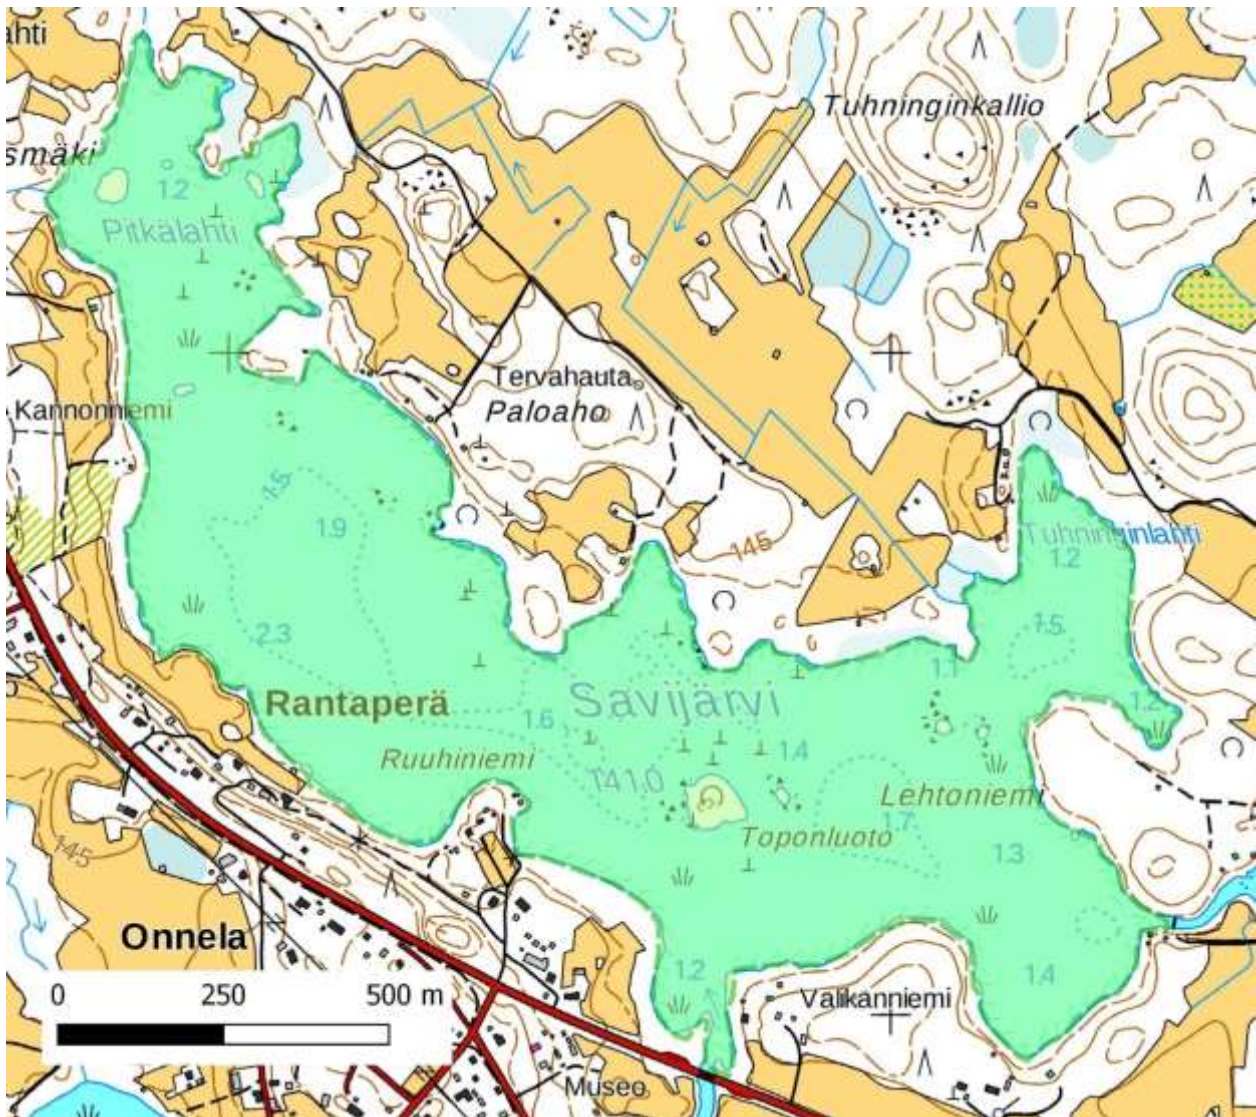 ahti
Tuhninginkallio
smäki
1.2
Pitkälahti
Tervahauta
Paloaho
Kannonniemi
1.5
1.9
145
Tuhninginlahti
1.2
2.3
1.5
1.1
Rantaperä
Savijärvi
1.2
1.6
Ruuhiniemi
1.4
141.0
Lehtoniemi
1.7
Toponluoto
145
1.3
Onnela
1.2
1.4
0 250 500 m
Välikanniemi
Museo